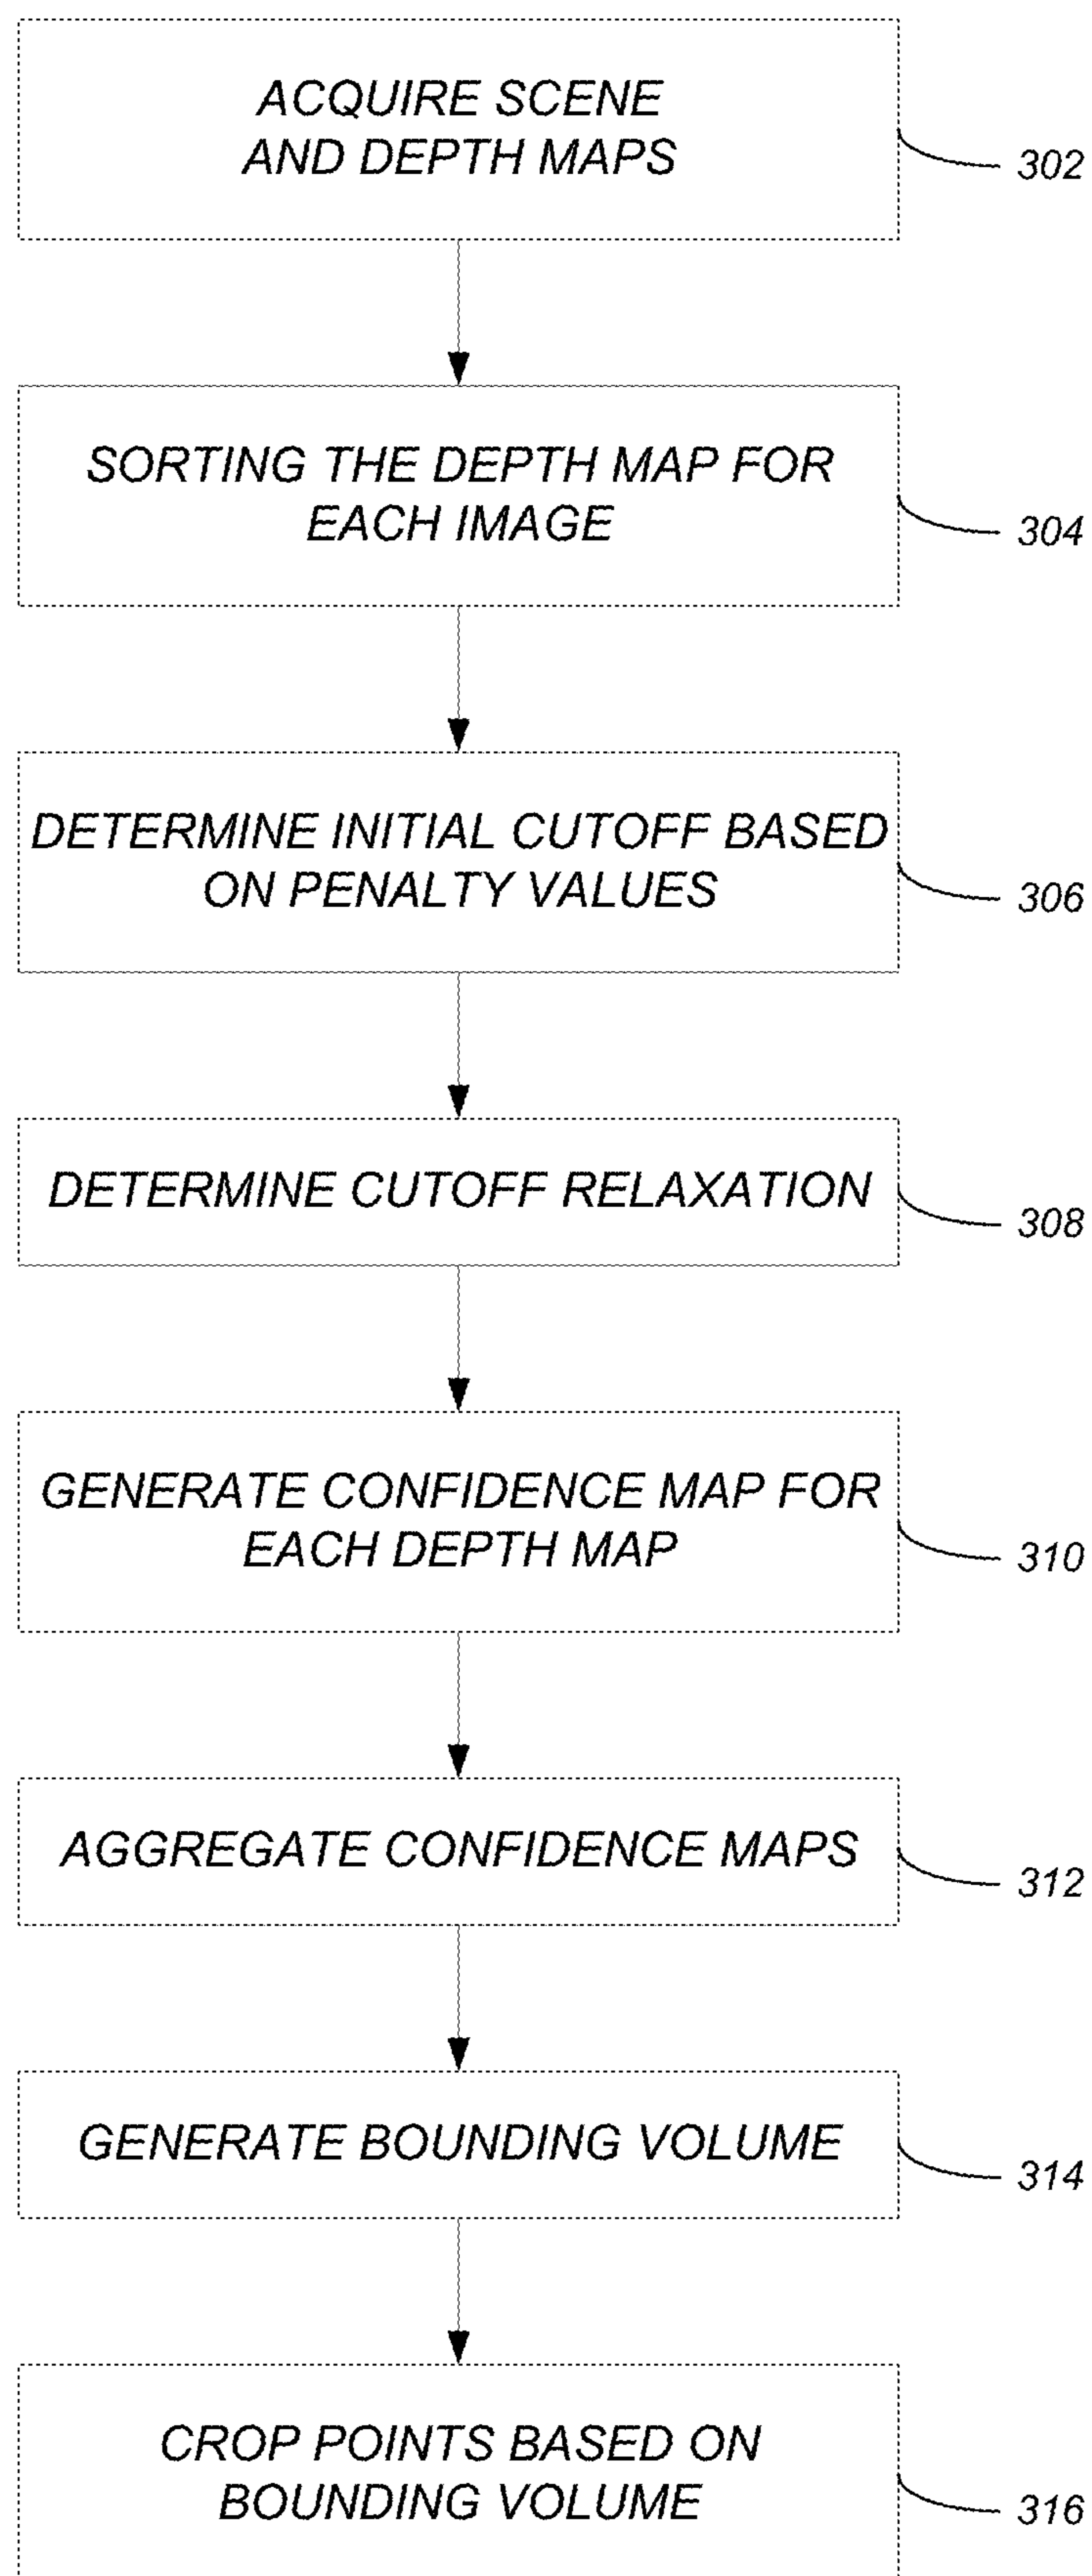 ACQUIRE SCENE
AND DEPTH MAPS
302
SORTING THE DEPTH MAP FOR
EACH IMAGE
304
DETERMINE INITIAL CUTOFF BASED
ON PENALTY VALUES
306
DETERMINE CUTOFF RELAXATION
308
GENERATE CONFIDENCE MAP FOR
EACH DEPTH MAP
310
AGGREGATE CONFIDENCE MAPS
312
GENERATE BOUNDING VOLUME
314
CROP POINTS BASED ON
BOUNDING VOLUME
316